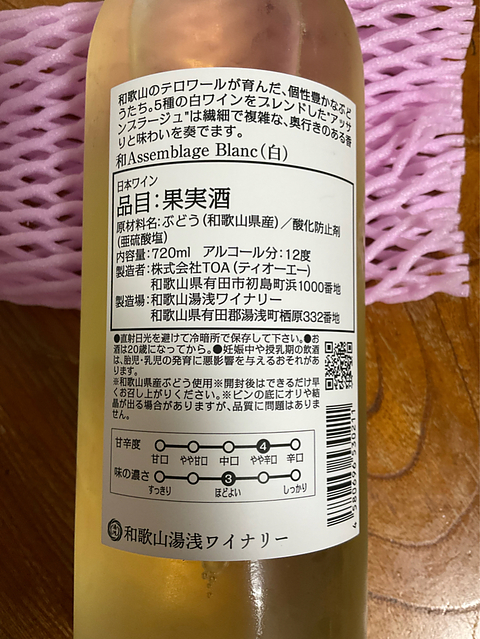 和歌山のテロワールが育んだ、個性豊かなぶど
うたち。5種の白ワインをブレンドした“アッサ
ンブラージュ”は繊細で複雑な、奥行きのある香
りと味わいを奏でます。
和Assemblage Blanc（白）
日本ワイン
品目：果実酒
原材料名：ぶどう（和歌山県産）／酸化防止剤
（亜硫酸塩）
内容量：720ml アルコール分：12度
製造者：株式会社TOA（ティオーエー）
和歌山県有田市初島町浜1000番地
製造場：和歌山湯浅ワイナリー
和歌山県有田郡湯浅町栖原332番地
●直射日光を避けて冷暗所で保存して下さい。●お
酒は20歳になってから。●妊娠中や授乳期の飲酒
は、胎児・乳児の発育に悪影響を与えるおそれがあ
ります。
※和歌山県産ぶどう使用※開封後はできるだけ早
くお召し上がりください。※ビンの底にオリや結
晶が出る場合がありますが、品質に問題はありま
せん。
甘辛度 4
甘口 やや甘口 中口 やや辛口 辛口
味の濃さ 3
すっきり ほどよい しっかり
4 580696 530211
和歌山湯浅ワイナリー